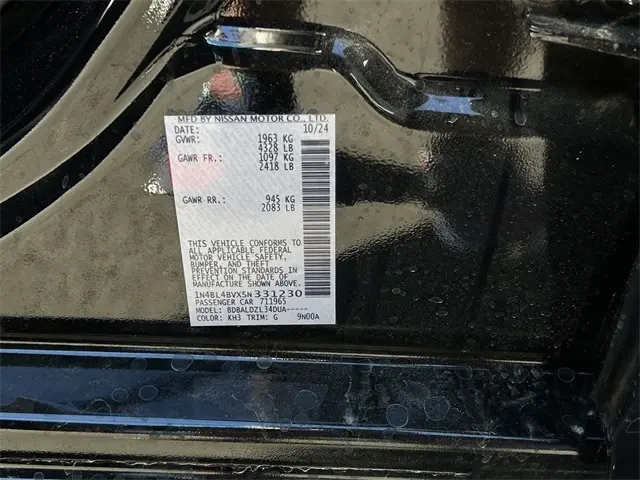 MFD BY NISSAN MOTOR CO., LTD.
DATE: 10/24
GVWR: 1963 KG
4328 LB
GAWR FR.: 1097 KG
2418 LB
GAWR RR.: 945 KG
2083 LB
THIS VEHICLE CONFORMS TO
ALL APPLICABLE FEDERAL
MOTOR VEHICLE SAFETY,
BUMPER, AND THEFT
PREVENTION STANDARDS IN
EFFECT ON THE DATE OF
MANUFACTURE SHOWN ABOVE.
1N4BL4BVXSN331230
PASSENGER CAR 711965
MODEL: BDBALDZL34DUA-----
COLOR: KH3 TRIM: G 9N00A